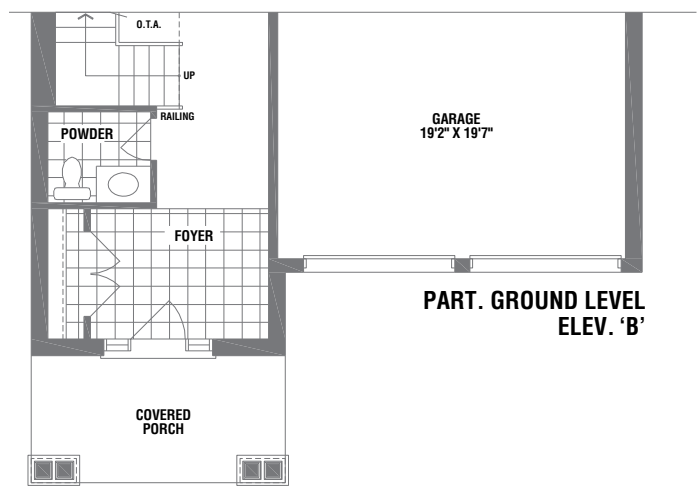 O.T.A.
UP
RAILING
POWDER
GARAGE
19'2" X 19'7"
FOYER
PART. GROUND LEVEL
ELEV. ‘B’
COVERED
PORCH